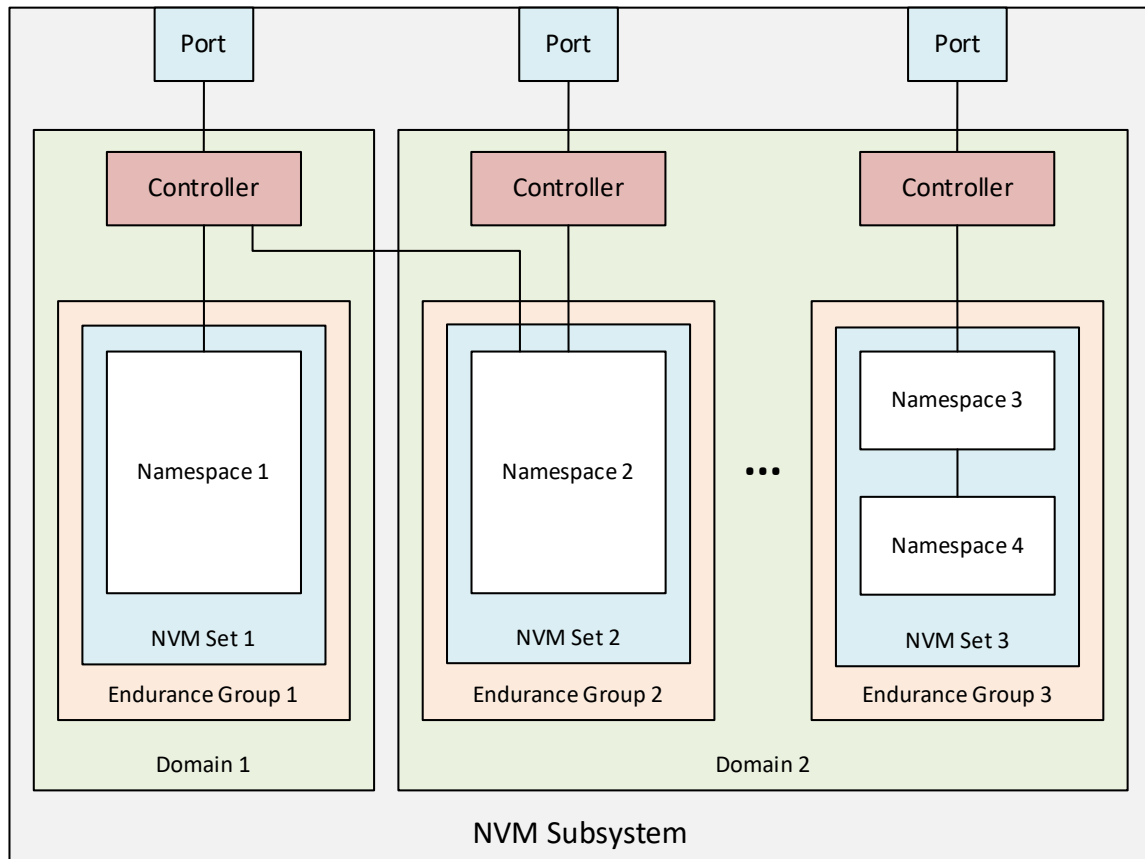 Port
Port
Port
Controller
Controller
Controller
Namespace 1
Namespace 2
...
Namespace 3
Namespace 4
NVM Set 1
NVM Set 2
NVM Set 3
Endurance Group 1
Endurance Group 2
Endurance Group 3
Domain 1
Domain 2
NVM Subsystem